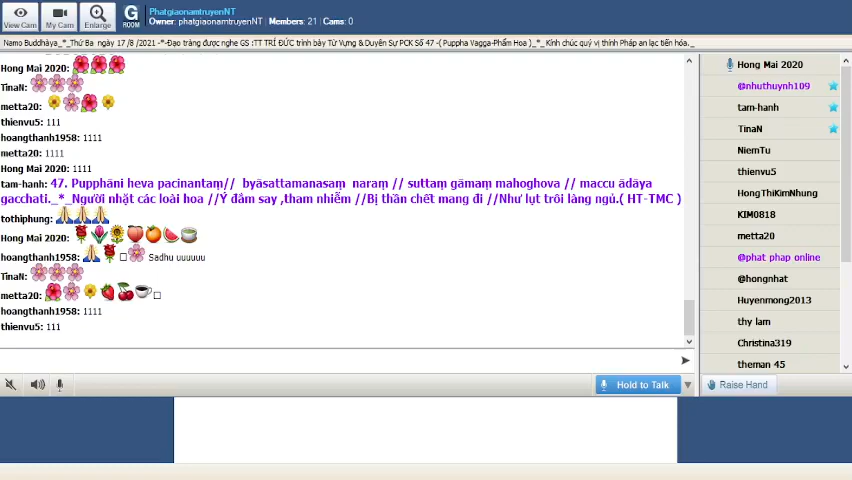 View Cam
My Cam
Enlarge
G
ROOM
PhatgiaonamtruyenNT
Owner: phatgiaonamtruyenNT | Members: 21 | Cams: 0
Namo Buddhàya_*_Thứ Ba ngày 17 /8 /2021 -*-Đạo tràng được nghe GS :TT TRÍ ĐỨC trình bày Từ Vựng & Duyên Sự PCK Số 47 -( Puppha Vagga-Phẩm Hoa )_*_ Kính chúc quý vị thính Pháp an lạc tiến hóa._
Hong Mai 2020:
TinaN:
metta20:
thienvu5: 111
hoangthanh1958: 1111
metta20: 1111
Hong Mai 2020: 1111
tam-hanh: 47. Pupphāni heva pacinantaṃ// byāsattamanasaṃ naraṃ // suttaṃ gāmaṃ mahoghova // maccu ādāya
gacchati._*_Người nhặt các loài hoa //Ý đắm say ,tham nhiễm //Bị thần chết mang đi //Như lụt trôi làng ngủ.( HT-TMC )
tothiphung:
Hong Mai 2020:
hoangthanh1958: Sadhu uuuuuu
TinaN:
metta20:
hoangthanh1958: 1111
thienvu5: 111
Hold to Talk
Hong Mai 2020
@nhuthuynh109
tam-hanh
TinaN
NiemTu
thienvu5
HongThiKimNhung
KIM0818
metta20
@phat phap online
@hongnhat
Huyenmong2013
thy lam
Christina319
theman 45
Raise Hand